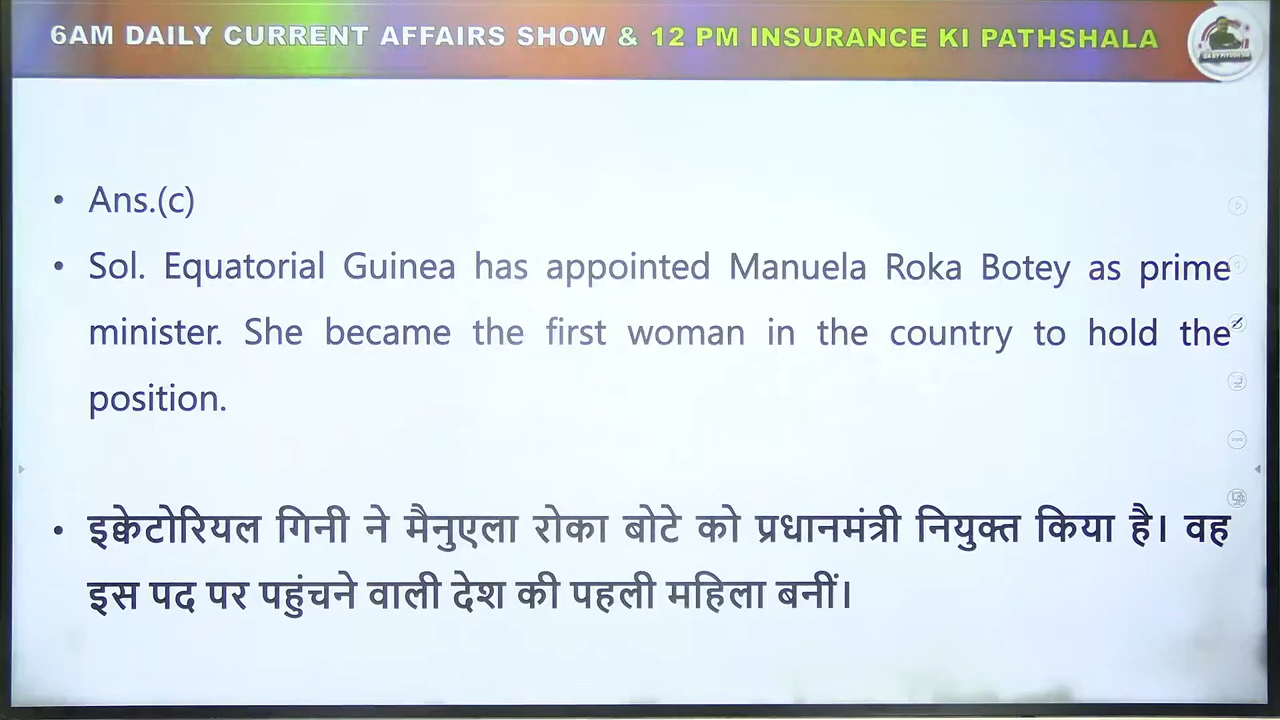 6AM DAILY CURRENT AFFAIRS SHOW & 12 PM INSURANCE KI PATHSHALA
• Ans.(c)
• Sol. Equatorial Guinea has appointed Manuela Roka Botey as prime
minister. She became the first woman in the country to hold the
position.
• इक्वेटोरियल गिनी ने मैनुएला रोका बोटे को प्रधानमंत्री नियुक्त किया है। वह
इस पद पर पहुंचने वाली देश की पहली महिला बनीं।